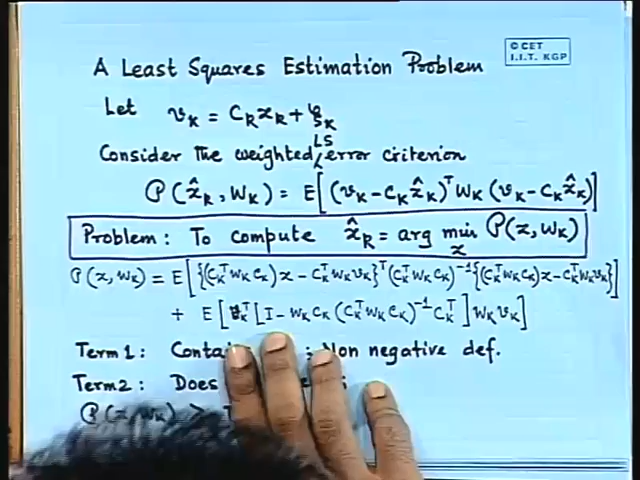 A Least Squares Estimation Problem
© CET
I.I.T. KGP
Let v_K = C_K x_K + ξ_K
Consider the weighted LS error criterion
P(x̂_K, W_K) = E[(v_K - C_K x̂_K)^T W_K (v_K - C_K x̂_K)]
Problem: To compute x̂_K = arg min_x P(x, W_K)
P(x, W_K) = E[{(C_K^T W_K C_K)x - C_K^T W_K v_K}^T (C_K^T W_K C_K)^-1 {(C_K^T W_K C_K)x - C_K^T W_K v_K}]
+ E[v_K^T [I - W_K C_K (C_K^T W_K C_K)^-1 C_K^T] W_K v_K]
Term 1: Non negative def.
Term 2: Does
P(x, W_K) ≥